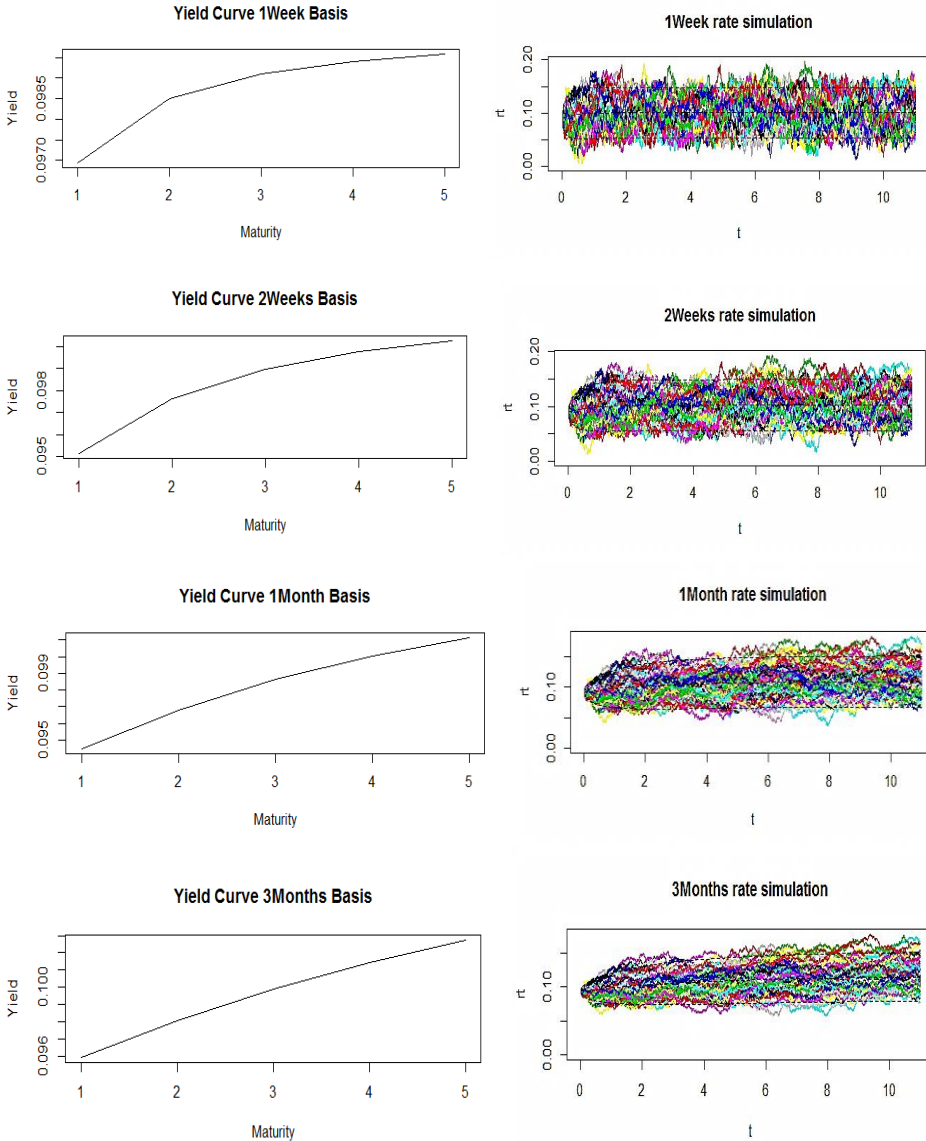 Yield Curve 1Week Basis
Yield
0.0970 0.0985
1 2 3 4 5
Maturity
1Week rate simulation
rt
0.00 0.10 0.20
0 2 4 6 8 10
t
Yield Curve 2Weeks Basis
Yield
0.095 0.098
1 2 3 4 5
Maturity
2Weeks rate simulation
rt
0.00 0.10 0.20
0 2 4 6 8 10
t
Yield Curve 1Month Basis
Yield
0.095 0.099
1 2 3 4 5
Maturity
1Month rate simulation
rt
0.00 0.10
0 2 4 6 8 10
t
Yield Curve 3Months Basis
Yield
0.096 0.100
1 2 3 4 5
Maturity
3Months rate simulation
rt
0.00 0.10
0 2 4 6 8 10
t